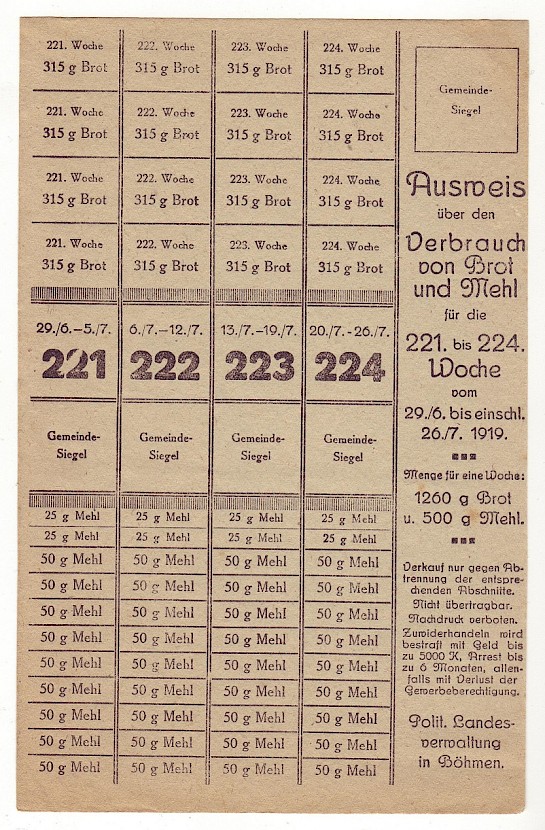 221. Woche 222. Woche 223. Woche 224. Woche
315 g Brot 315 g Brot 315 g Brot 315 g Brot
221. Woche 222. Woche 223. Woche 224. Woche
315 g Brot 315 g Brot 315 g Brot 315 g Brot
221. Woche 222. Woche 223. Woche 224. Woche
315 g Brot 315 g Brot 315 g Brot 315 g Brot
221. Woche 222. Woche 223. Woche 224. Woche
315 g Brot 315 g Brot 315 g Brot 315 g Brot
29./6.–5./7. 6./7.–12./7. 13./7.–19./7. 20./7.-26./7.
221 222 223 224
Gemeinde- Gemeinde- Gemeinde- Gemeinde-
Siegel Siegel Siegel Siegel
25 g Mehl 25 g Mehl 25 g Mehl 25 g Mehl
25 g Mehl 25 g Mehl 25 g Mehl 25 g Mehl
50 g Mehl 50 g Mehl 50 g Mehl 50 g Mehl
50 g Mehl 50 g Mehl 50 g Mehl 50 g Mehl
50 g Mehl 50 g Mehl 50 g Mehl 50 g Mehl
50 g Mehl 50 g Mehl 50 g Mehl 50 g Mehl
50 g Mehl 50 g Mehl 50 g Mehl 50 g Mehl
50 g Mehl 50 g Mehl 50 g Mehl 50 g Mehl
50 g Mehl 50 g Mehl 50 g Mehl 50 g Mehl
50 g Mehl 50 g Mehl 50 g Mehl 50 g Mehl
50 g Mehl 50 g Mehl 50 g Mehl 50 g Mehl
Gemeinde-
Siegel
Ausweis
über den
Verbrauch
von Brot
und Mehl
für die
221. bis 224.
Woche
vom
29./6. bis einschl.
26./7. 1919.
Menge für eine Woche:
1260 g Brot
u. 500 g Mehl.
Verkauf nur gegen Ab-
trennung der entspre-
chenden Abschnitte.
Nicht übertragbar.
Nachdruck verboten.
Zuwiderhandeln wird
bestraft mit Geld bis
zu 5000 K, Arrest bis
zu 6 Monaten, allen-
falls mit Verlust der
Gewerbeberechtigung.
Polit. Landes-
verwaltung
in Böhmen.